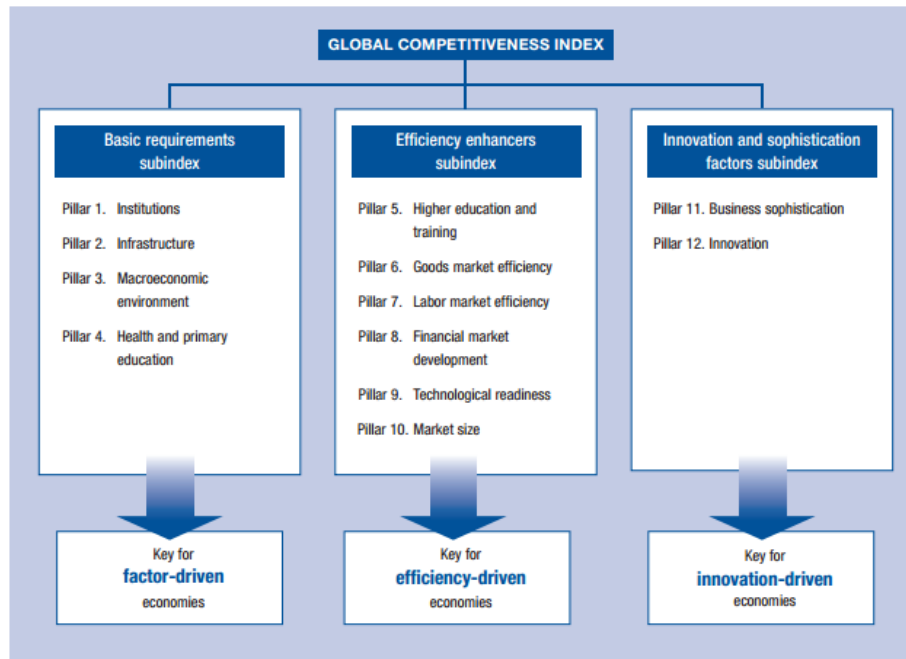 GLOBAL COMPETITIVENESS INDEX
Basic requirements
subindex
Pillar 1. Institutions
Pillar 2. Infrastructure
Pillar 3. Macroeconomic
environment
Pillar 4. Health and primary
education
Key for
factor-driven
economies
Efficiency enhancers
subindex
Pillar 5. Higher education and
training
Pillar 6. Goods market efficiency
Pillar 7. Labor market efficiency
Pillar 8. Financial market
development
Pillar 9. Technological readiness
Pillar 10. Market size
Key for
efficiency-driven
economies
Innovation and sophistication
factors subindex
Pillar 11. Business sophistication
Pillar 12. Innovation
Key for
innovation-driven
economies